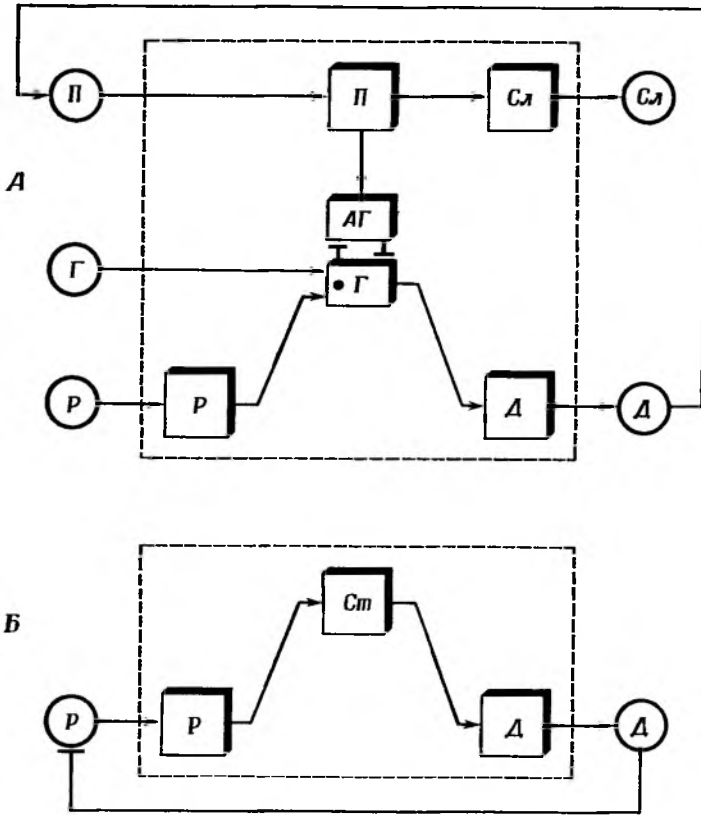 П П Сл Сл
А
АГ
Г Г
Р Р Д Д
Б
Ст
Р Р Д Д